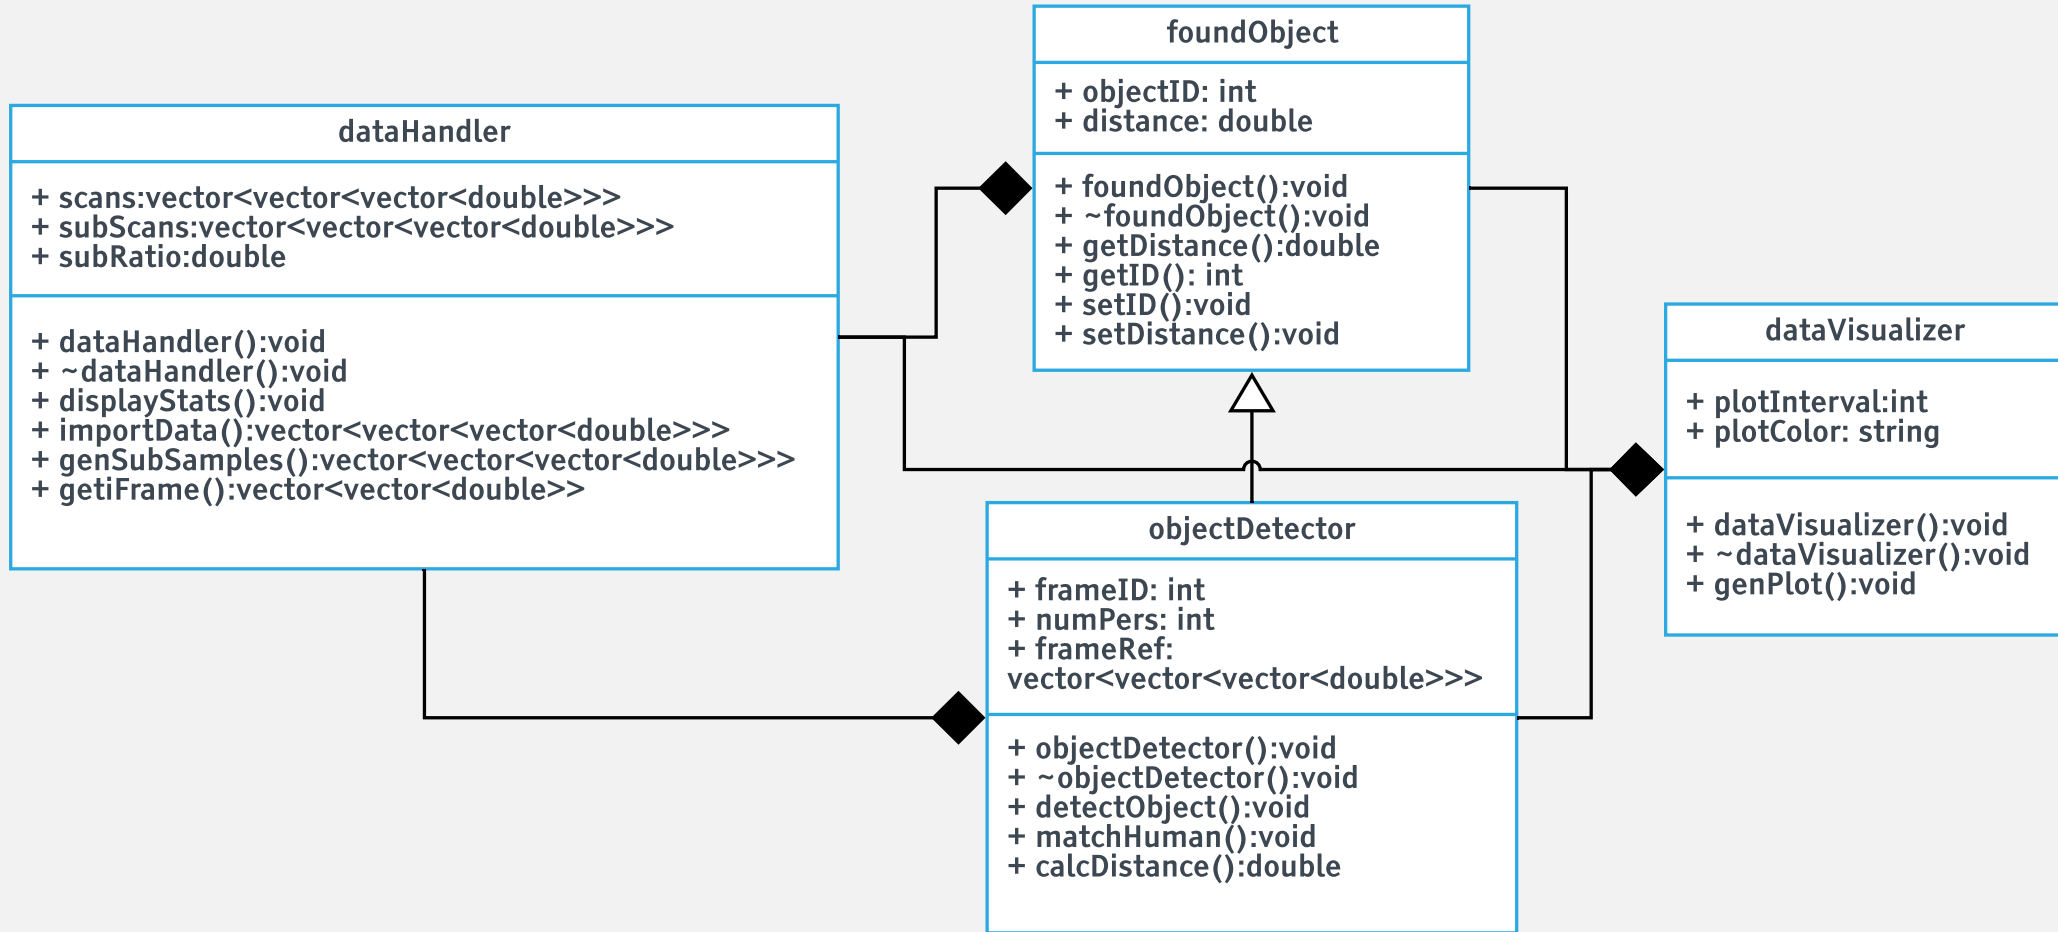 foundObject
+ objectID: int
+ distance: double
+ foundObject():void
+ ~foundObject():void
+ getDistance():double
+ getID(): int
+ setID():void
+ setDistance():void
dataHandler
+ scans:vector<vector<vector<double>>>
+ subScans:vector<vector<vector<double>>>
+ subRatio:double
+ dataHandler():void
+ ~dataHandler():void
+ displayStats():void
+ importData():vector<vector<vector<double>>>
+ genSubSamples():vector<vector<vector<double>>>
+ getiFrame():vector<vector<double>>
dataVisualizer
+ plotInterval:int
+ plotColor: string
+ dataVisualizer():void
+ ~dataVisualizer():void
+ genPlot():void
objectDetector
+ frameID: int
+ numPers: int
+ frameRef:
vector<vector<vector<double>>>
+ objectDetector():void
+ ~objectDetector():void
+ detectObject():void
+ matchHuman():void
+ calcDistance():double